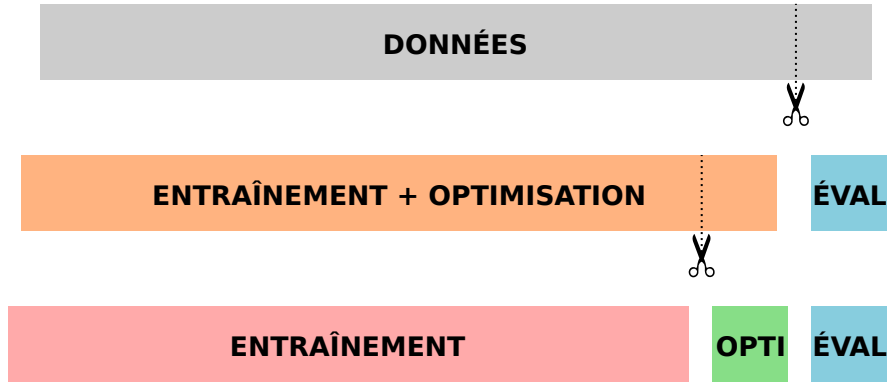 DONNÉES
ENTRAÎNEMENT + OPTIMISATION ÉVAL
ENTRAÎNEMENT OPTI ÉVAL